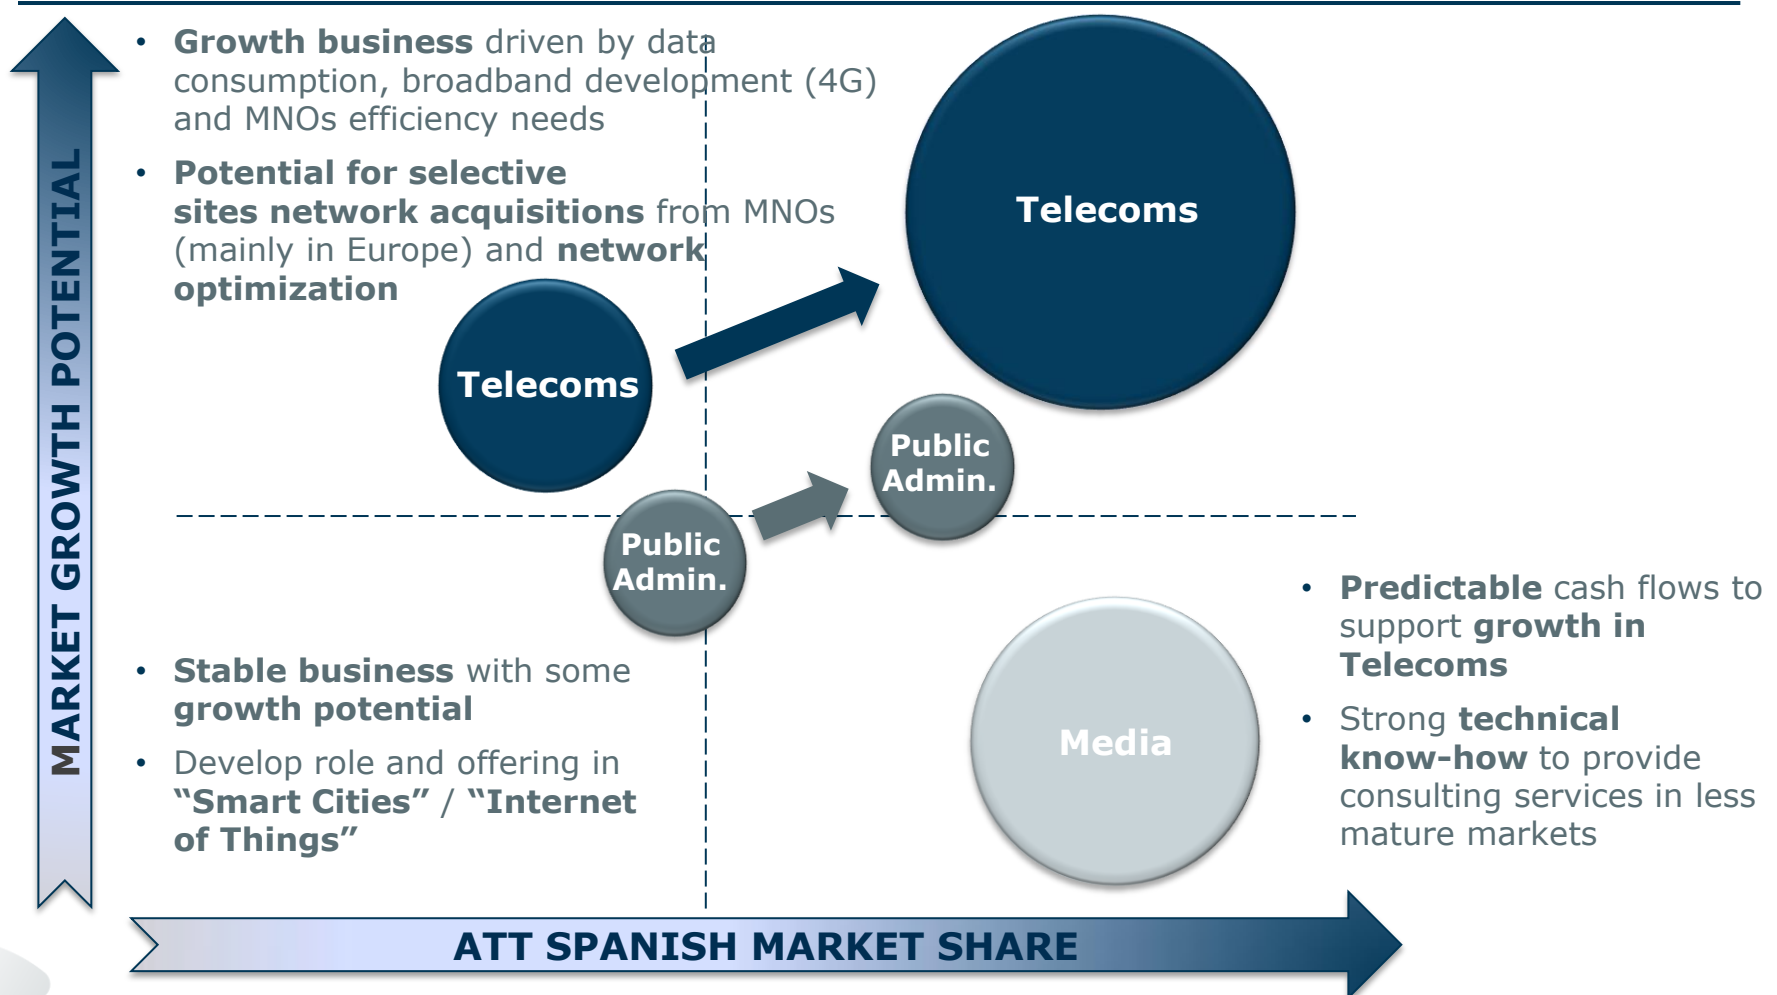 • Growth business driven by data
consumption, broadband development (4G)
and MNOs efficiency needs
• Potential for selective
sites network acquisitions from MNOs
(mainly in Europe) and network
optimization
Telecoms
Telecoms
Public
Admin.
Public
Admin.
MARKET GROWTH POTENTIAL
• Stable business with some
growth potential
• Develop role and offering in
“Smart Cities” / “Internet
of Things”
Media
• Predictable cash flows to
support growth in
Telecoms
• Strong technical
know-how to provide
consulting services in less
mature markets
ATT SPANISH MARKET SHARE